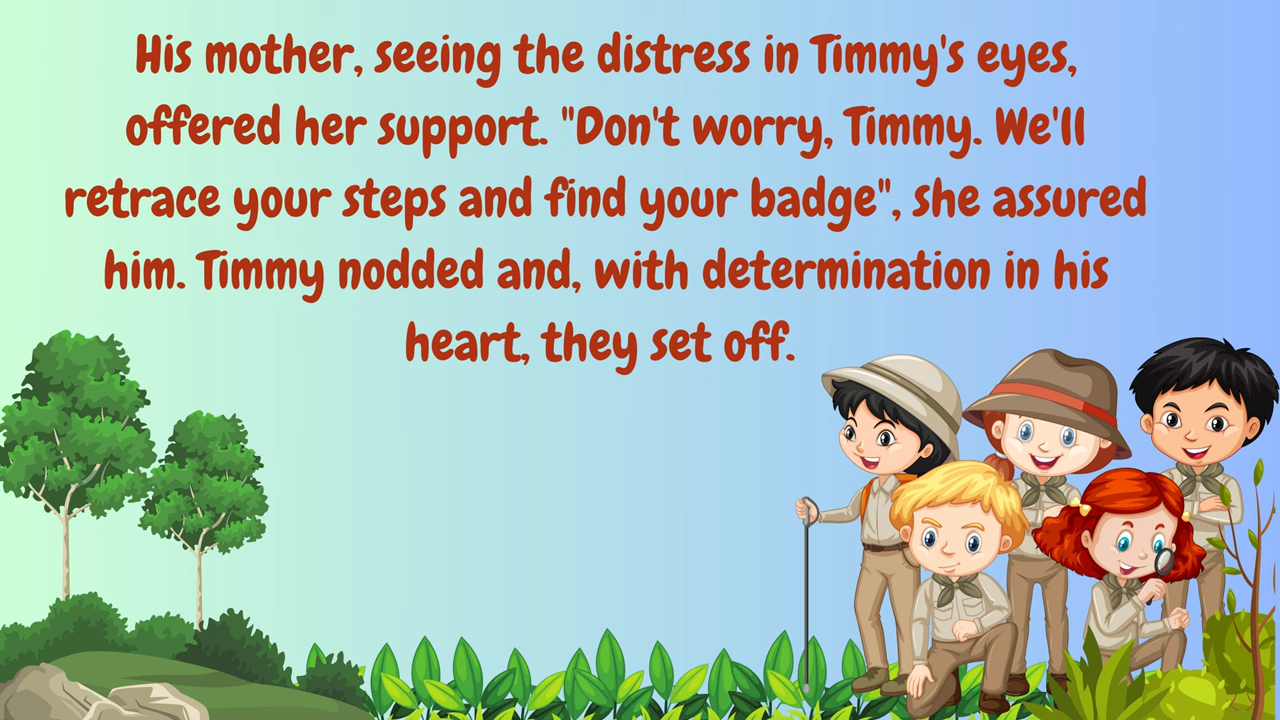 His mother, seeing the distress in Timmy's eyes,
offered her support. "Don't worry, Timmy. We'll
retrace your steps and find your badge", she assured
him. Timmy nodded and, with determination in his
heart, they set off.